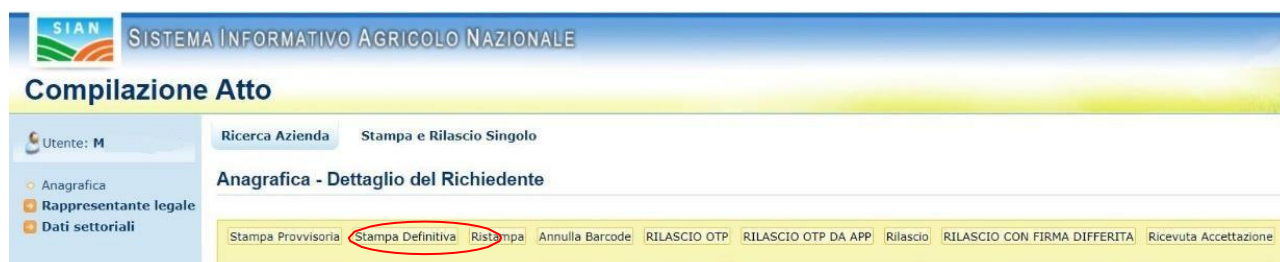 SIAN
SISTEMA INFORMATIVO AGRICOLO NAZIONALE
Compilazione Atto
Utente: M
Ricerca Azienda Stampa e Rilascio Singolo
Anagrafica
Rappresentante legale
Dati settoriali
Anagrafica - Dettaglio del Richiedente
Stampa Provvisoria Stampa Definitiva Ristampa Annulla Barcode RILASCIO OTP RILASCIO OTP DA APP Rilascio RILASCIO CON FIRMA DIFFERITA Ricevuta Accettazione